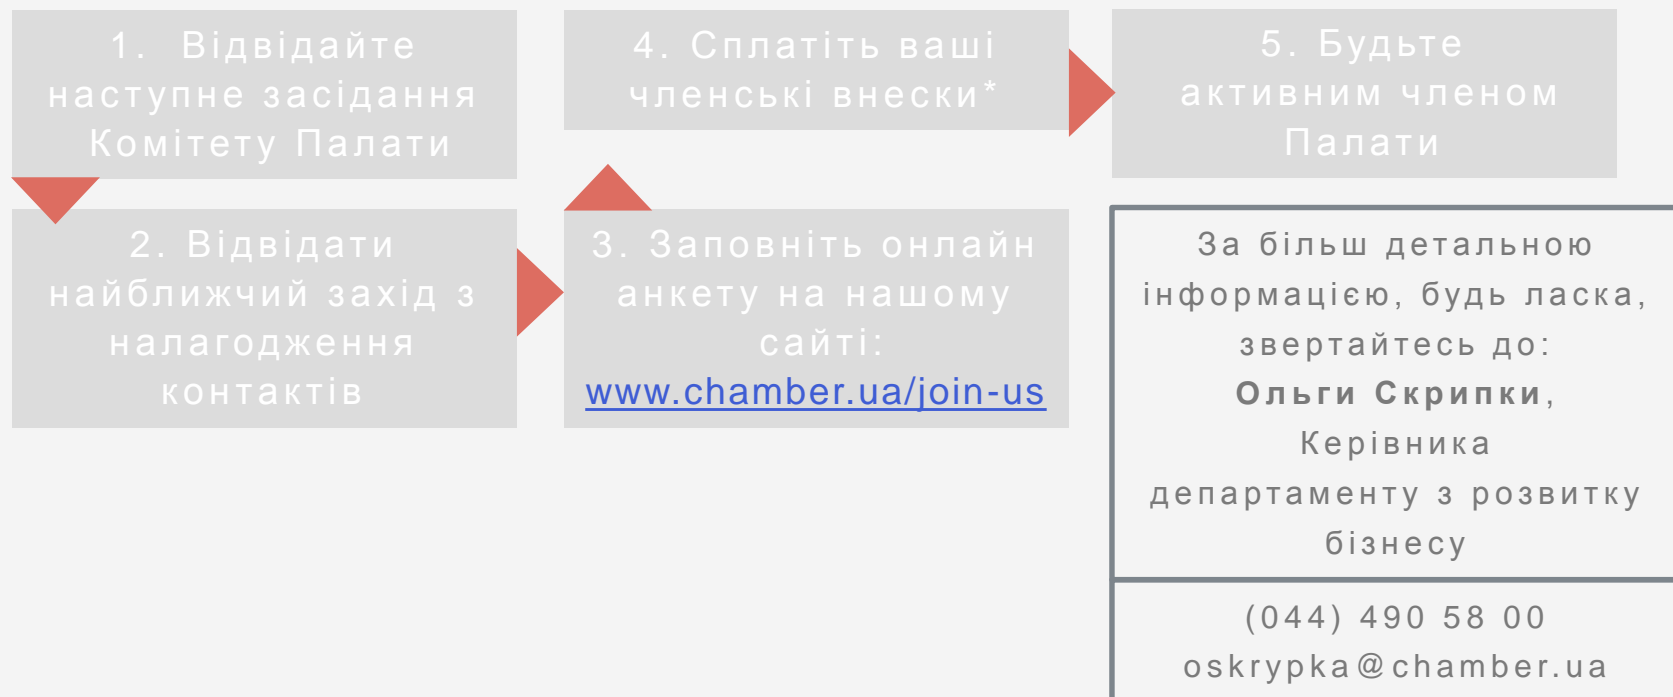 1. Відвідайте
наступне засідання
Комітету Палати
2. Відвідати
найближчий захід з
налагодження
контактів
3. Заповніть онлайн
анкету на нашому
сайті:
www.chamber.ua/join-us
4. Сплатіть ваші
членські внески*
5. Будьте
активним членом
Палати
За більш детальною
інформацією, будь ласка,
звертайтесь до:
Ольги Скрипки,
Керівника
департаменту з розвитку
бізнесу
(044) 490 58 00
oskrypka@chamber.ua